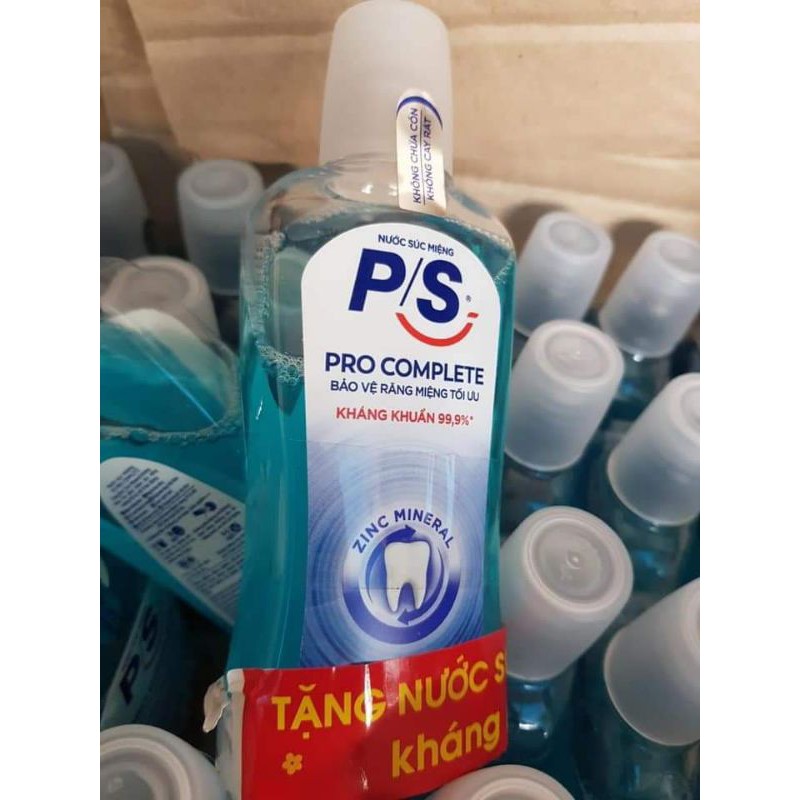 KHÔNG CHỨA CỒN
KHÔNG CAY RÁT
NƯỚC SÚC MIỆNG
P/S®
PRO COMPLETE
BẢO VỆ RĂNG MIỆNG TỐI ƯU
KHÁNG KHUẨN 99,9%*
ZINC MINERAL
TẶNG NƯỚC S
kháng
P/S